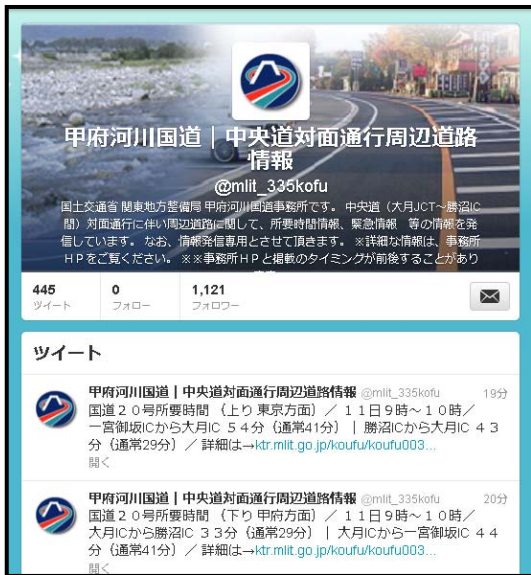 甲府河川国道|中央道対面通行周辺道路
情報
@mlit_335kofu
国土交通省 関東地方整備局 甲府河川国道事務所です。 中央道（大月JCT～勝沼IC
間）対面通行に伴い周辺道路に関して、所要時間情報、緊急情報 等の情報を発
信しています。 なお、情報発信専用とさせて頂きます。 ※詳細な情報は、事務所
ＨＰをご覧ください。 ※※事務所ＨＰと掲載のタイミングが前後することがあり
445 0 1,121
ツイート フォロー フォロワー
ツイート
甲府河川国道|中央道対面通行周辺道路情報 @mlit_335kofu 19分
国道２０号所要時間 （上り 東京方面） ／ １１日９時～１０時／
一宮御坂ICから大月IC ５４分（通常41分）｜ 勝沼ICから大月IC ４３
分（通常29分）／ 詳細は→ktr.mlit.go.jp/koufu/koufu003...
開く
甲府河川国道|中央道対面通行周辺道路情報 @mlit_335kofu 20分
国道２０号所要時間 （下り 甲府方面） ／ １１日９時～１０時／
大月ICから勝沼IC ３３分（通常29分）｜ 大月ICから一宮御坂IC ４４
分（通常41分）／ 詳細は→ktr.mlit.go.jp/koufu/koufu003...
開く